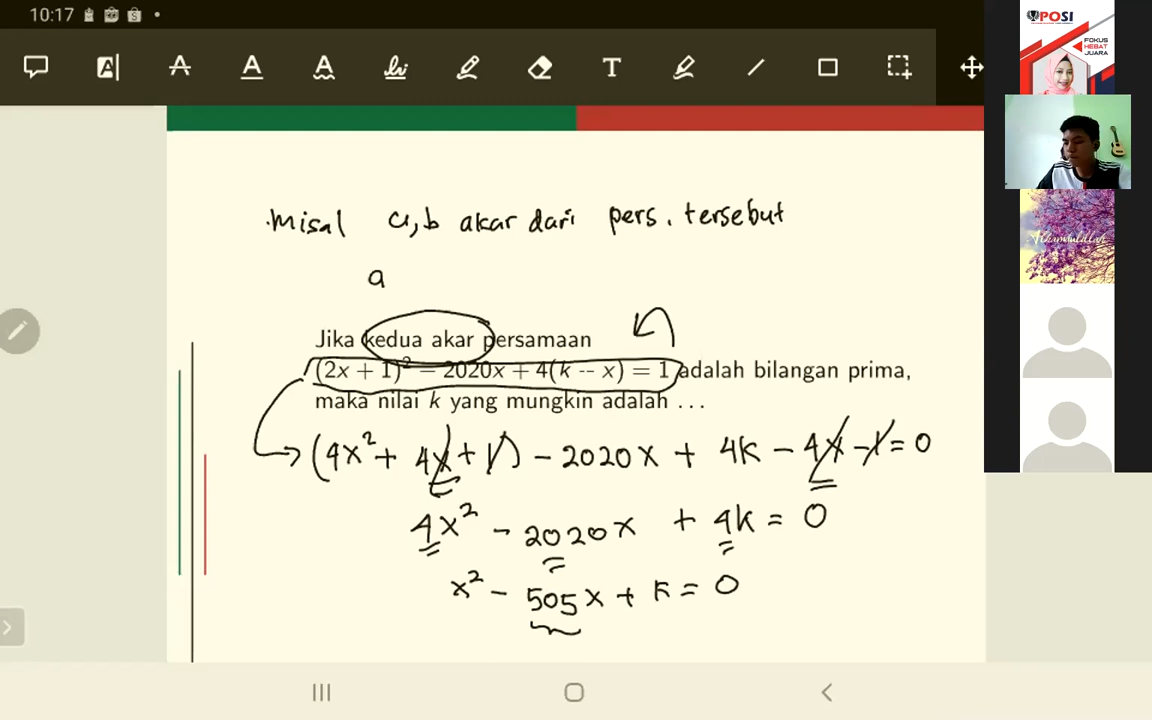 10:17
POSI
FOKUS
HEBAT
JUARA
A
A
A
A
T
Misal a,b akar dari pers. tersebut
a
Jika kedua akar persamaan
(2x + 1)² = 2020x + 4(k -- x) = 1 adalah bilangan prima,
maka nilai k yang mungkin adalah ...
(4x² + 4x + 1) - 2020x + 4k - 4x - 1 = 0
4x² - 2020x + 4k = 0
x² - 505x + k = 0
Alhamdulillah